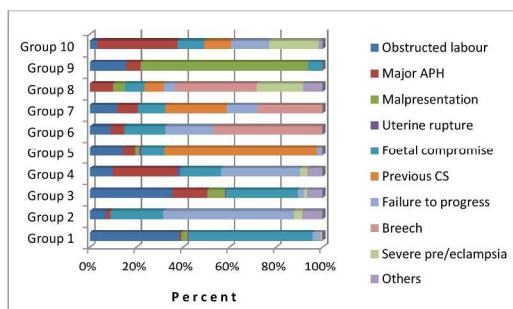 Group 10
Group 9
Group 8
Group 7
Group 6
Group 5
Group 4
Group 3
Group 2
Group 1
0% 20% 40% 60% 80% 100%
Percent
Obstructed labour
Major APH
Malpresentation
Uterine rupture
Foetal compromise
Previous CS
Failure to progress
Breech
Severe pre/eclampsia
Others